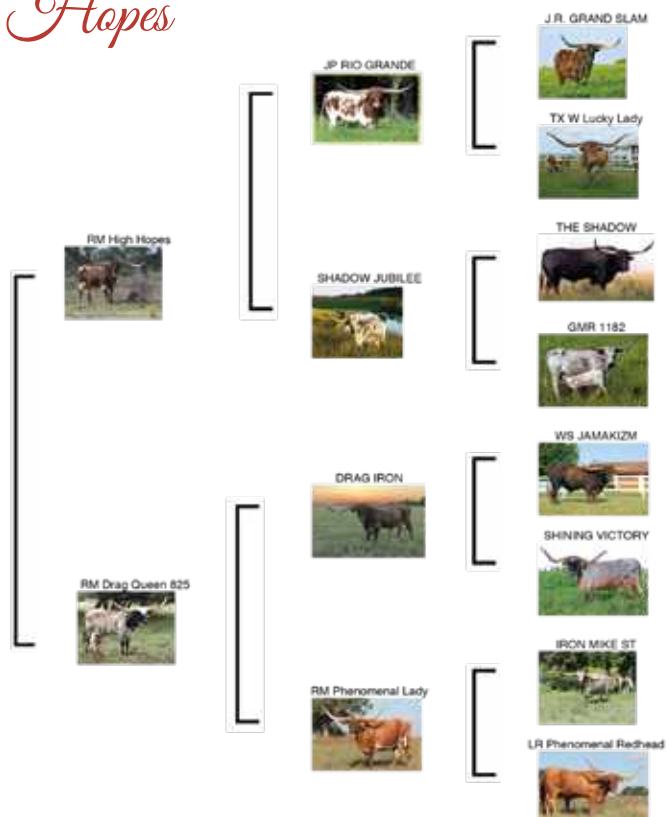 Hopes
J.R. GRAND SLAM
JP RIO GRANDE
TX W Lucky Lady
THE SHADOW
RM High Hopes
SHADOW JUBILEE
GMR 1182
WS JAMAKIZM
DRAG IRON
SHINING VICTORY
RM Drag Queen 825
IRON MIKE ST
RM Phenomenal Lady
LR Phenomenal Redhead